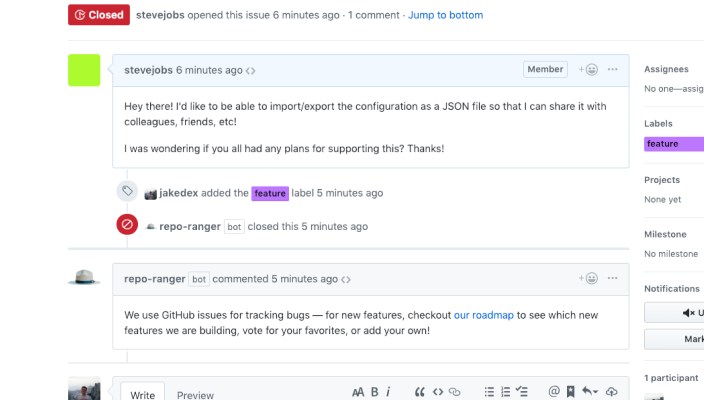 Closed stevejobs opened this issue 6 minutes ago · 1 comment · Jump to bottom
stevejobs 6 minutes ago
Member
Hey there! I'd like to be able to import/export the configuration as a JSON file so that I can share it with
colleagues, friends, etc!
I was wondering if you all had any plans for supporting this? Thanks!
jakedex added the feature label 5 minutes ago
repo-ranger bot closed this 5 minutes ago
repo-ranger bot commented 5 minutes ago
We use GitHub issues for tracking bugs — for new features, checkout our roadmap to see which new
features we are building, vote for your favorites, or add your own!
Write Preview
AA B i
Assignees
No one—assig
Labels
feature
Projects
None yet
Milestone
No milestone
Notifications
U
Mark
1 participant